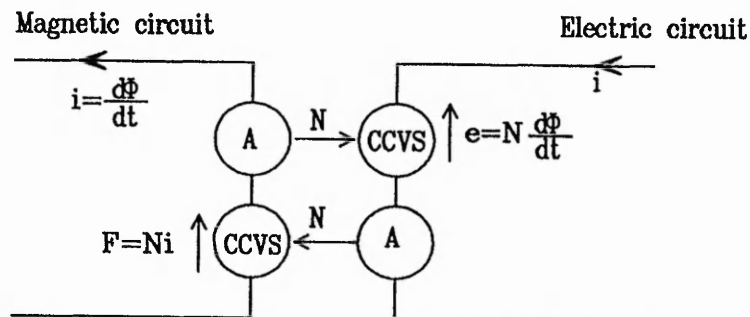 Magnetic circuit
Electric circuit
i=dΦ/dt
i
A
N
CCVS
e=N dΦ/dt
F=Ni
CCVS
N
A